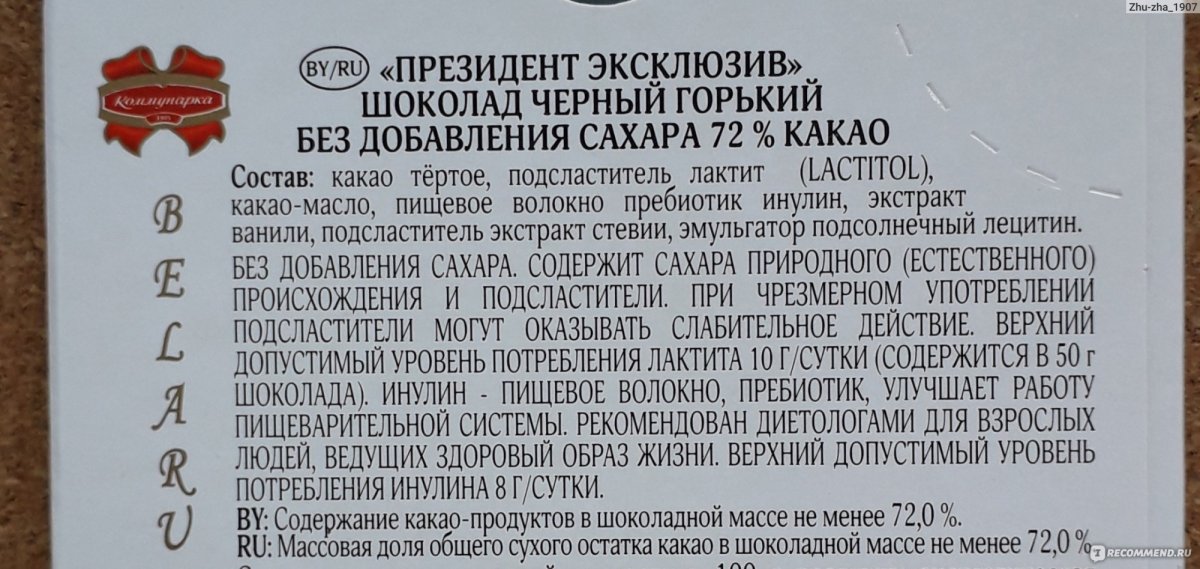 Zhu-zha_1907
Коммунарка
1905
BY/RU «ПРЕЗИДЕНТ ЭКСКЛЮЗИВ»
ШОКОЛАД ЧЕРНЫЙ ГОРЬКИЙ
БЕЗ ДОБАВЛЕНИЯ САХАРА 72 % КАКАО
Состав: какао тёртое, подсластитель лактит (LACTITOL),
какао-масло, пищевое волокно пребиотик инулин, экстракт
ванили, подсластитель экстракт стевии, эмульгатор подсолнечный лецитин.
БЕЗ ДОБАВЛЕНИЯ САХАРА. СОДЕРЖИТ САХАРА ПРИРОДНОГО (ЕСТЕСТВЕННОГО)
ПРОИСХОЖДЕНИЯ И ПОДСЛАСТИТЕЛИ. ПРИ ЧРЕЗМЕРНОМ УПОТРЕБЛЕНИИ
ПОДСЛАСТИТЕЛИ МОГУТ ОКАЗЫВАТЬ СЛАБИТЕЛЬНОЕ ДЕЙСТВИЕ. ВЕРХНИЙ
ДОПУСТИМЫЙ УРОВЕНЬ ПОТРЕБЛЕНИЯ ЛАКТИТА 10 Г/СУТКИ (СОДЕРЖИТСЯ В 50 г
ШОКОЛАДА). ИНУЛИН - ПИЩЕВОЕ ВОЛОКНО, ПРЕБИОТИК, УЛУЧШАЕТ РАБОТУ
ПИЩЕВАРИТЕЛЬНОЙ СИСТЕМЫ. РЕКОМЕНДОВАН ДИЕТОЛОГАМИ ДЛЯ ВЗРОСЛЫХ
ЛЮДЕЙ, ВЕДУЩИХ ЗДОРОВЫЙ ОБРАЗ ЖИЗНИ. ВЕРХНИЙ ДОПУСТИМЫЙ УРОВЕНЬ
ПОТРЕБЛЕНИЯ ИНУЛИНА 8 Г/СУТКИ.
BY: Содержание какао-продуктов в шоколадной массе не менее 72,0 %.
RU: Массовая доля общего сухого остатка какао в шоколадной массе не менее 72,0 %
BELARU
RECOMMEND.RU